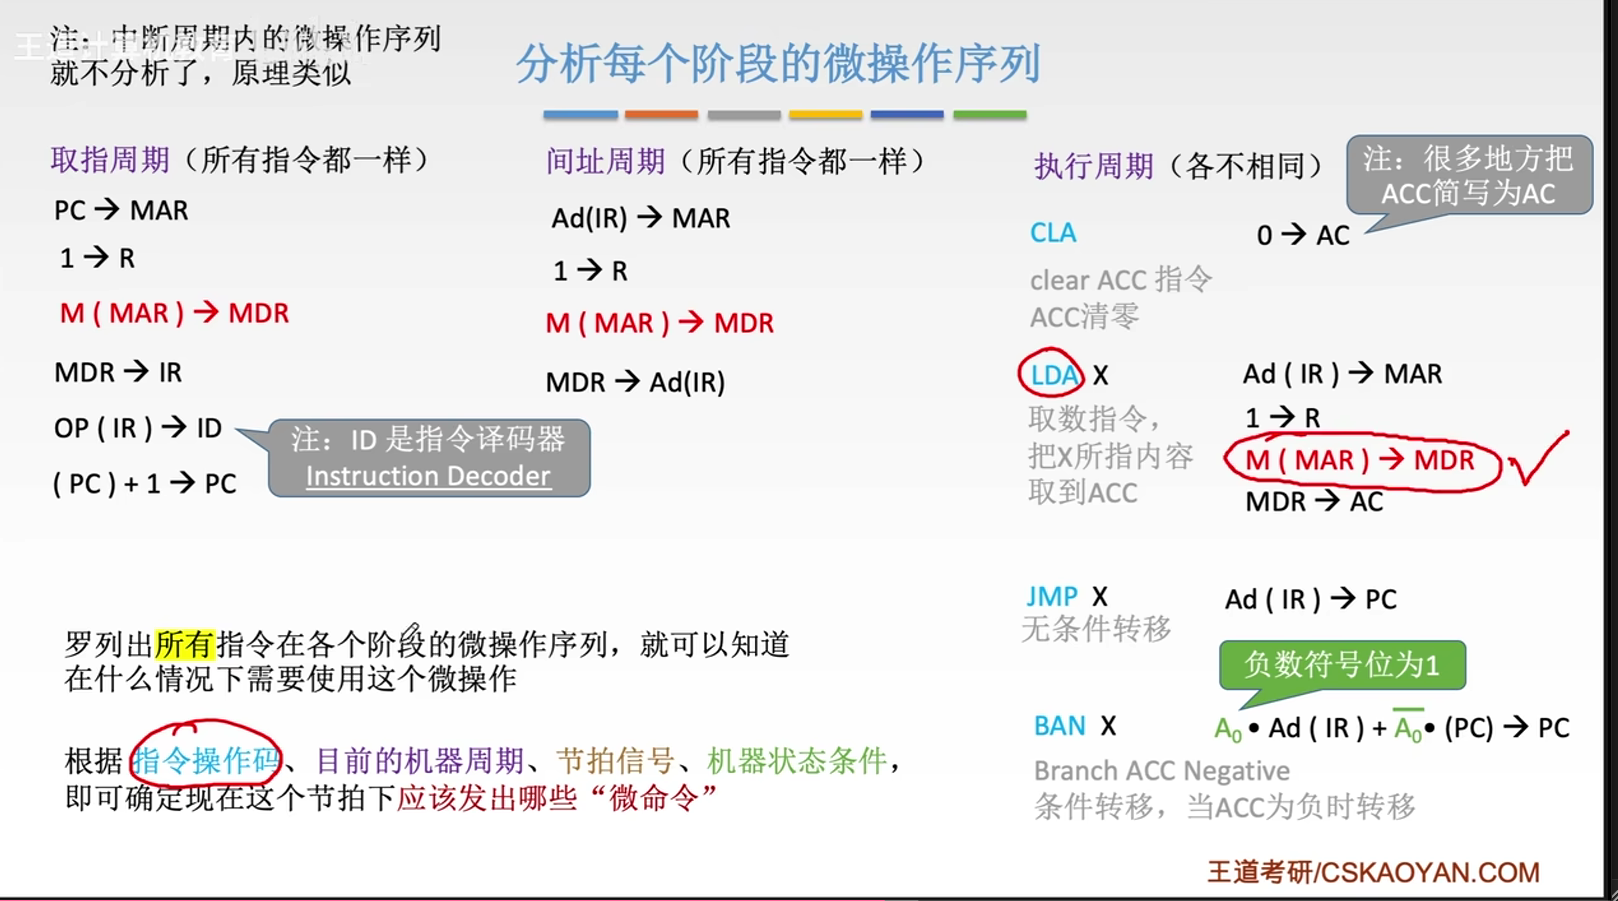 注：中断周期内的微操作序列
就不分析了，原理类似
分析每个阶段的微操作序列
取指周期（所有指令都一样）
PC → MAR
1 → R
M ( MAR ) → MDR
MDR → IR
OP ( IR ) → ID
( PC ) + 1 → PC
注：ID 是指令译码器
Instruction Decoder
间址周期（所有指令都一样）
Ad(IR) → MAR
1 → R
M ( MAR ) → MDR
MDR → Ad(IR)
执行周期（各不相同）
注：很多地方把
ACC简写为AC
CLA 0 → AC
clear ACC 指令
ACC清零
LDA X Ad ( IR ) → MAR
取数指令， 1 → R
把X所指内容 M ( MAR ) → MDR
取到ACC MDR → AC
JMP X Ad ( IR ) → PC
无条件转移
负数符号位为1
BAN X A₀• Ad ( IR ) + A̅₀• (PC) → PC
Branch ACC Negative
条件转移，当ACC为负时转移
罗列出所有指令在各个阶段的微操作序列，就可以知道
在什么情况下需要使用这个微操作
根据 指令操作码、目前的机器周期、节拍信号、机器状态条件，
即可确定现在这个节拍下应该发出哪些“微命令”
王道考研/CSKAOYAN.COM